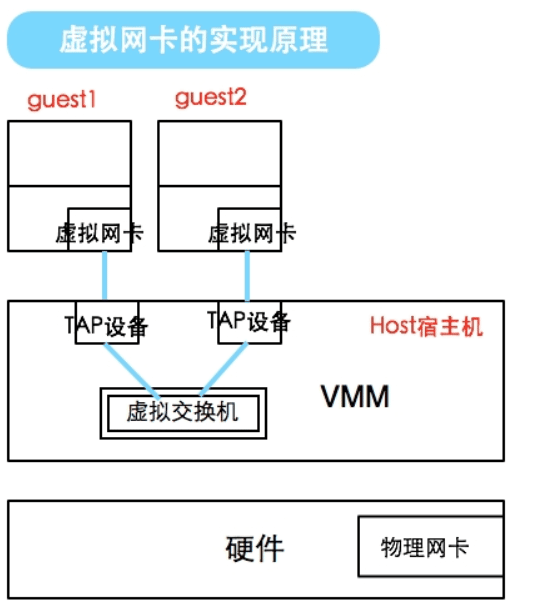 虚拟网卡的实现原理
guest1
guest2
虚拟网卡
虚拟网卡
TAP设备
TAP设备
Host宿主机
VMM
虚拟交换机
硬件
物理网卡